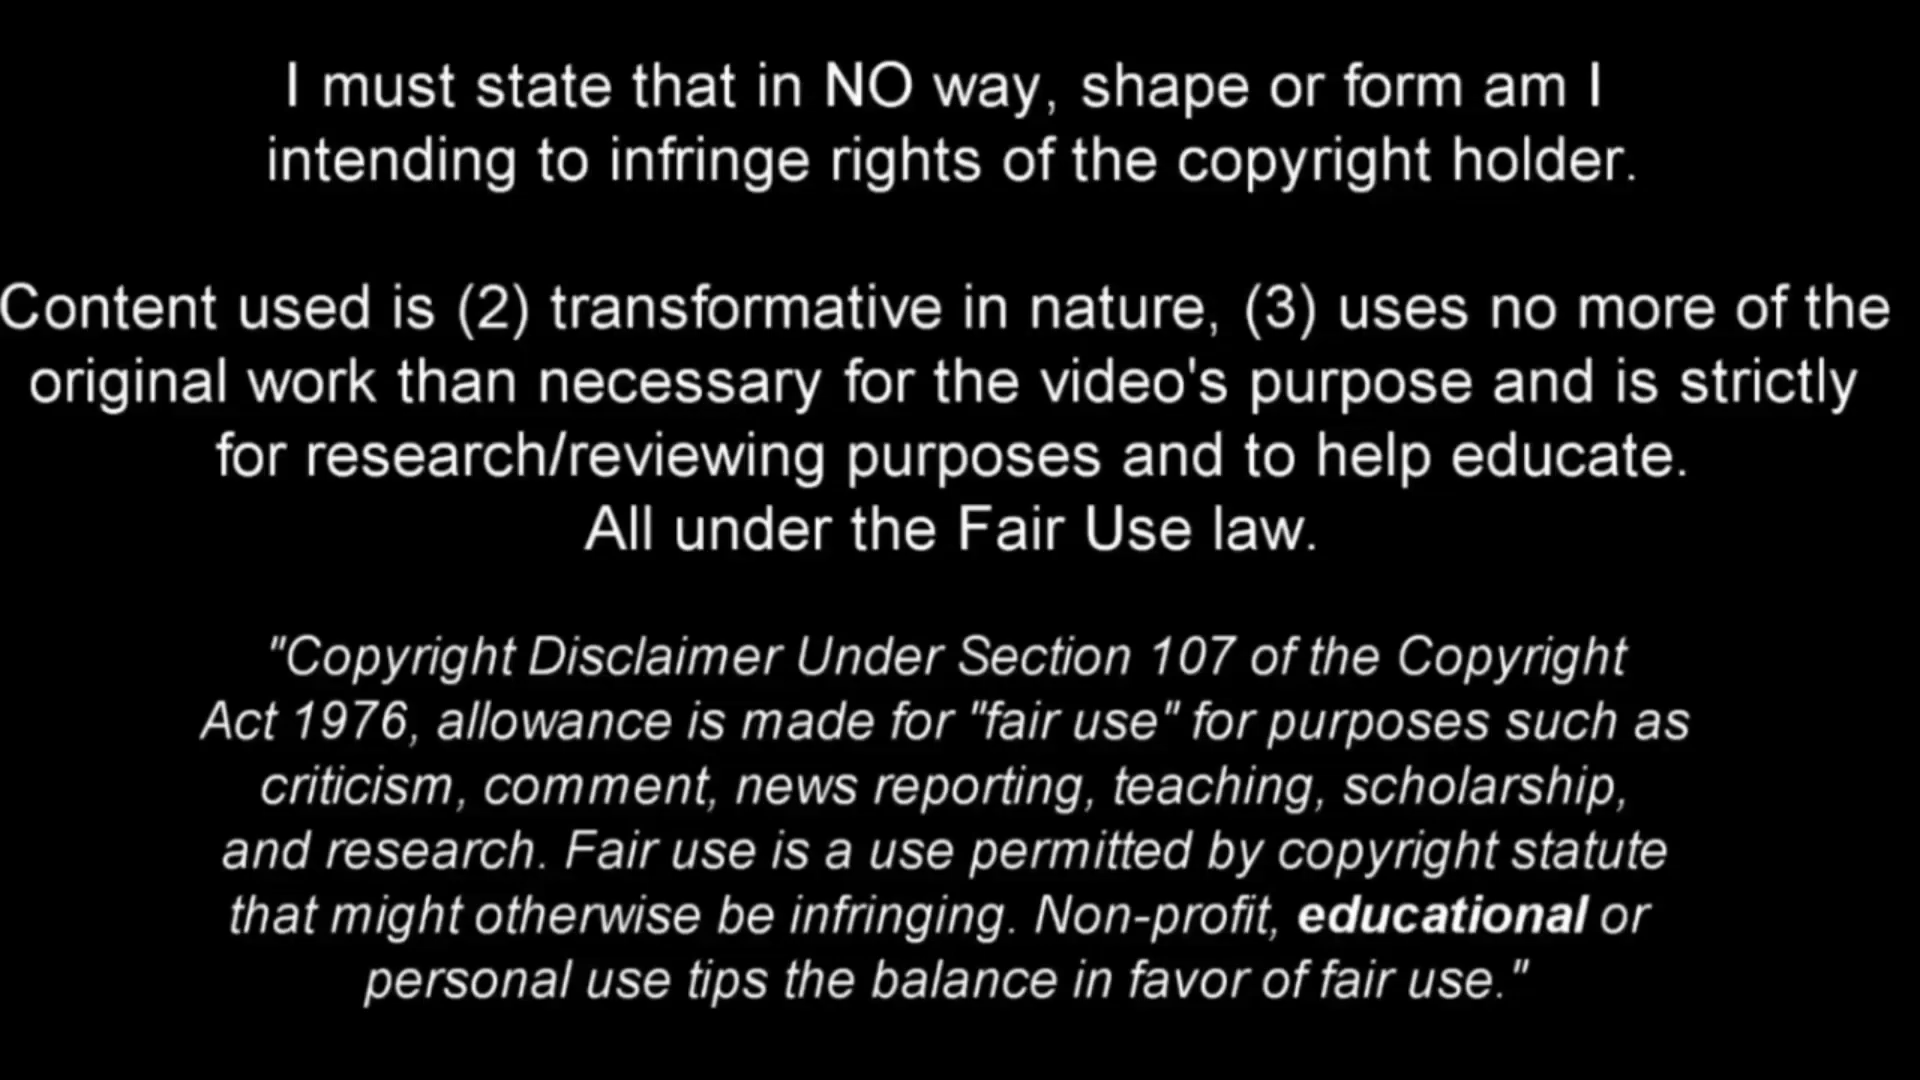 I must state that in NO way, shape or form am I
intending to infringe rights of the copyright holder.
Content used is (2) transformative in nature, (3) uses no more of the
original work than necessary for the video's purpose and is strictly
for research/reviewing purposes and to help educate.
All under the Fair Use law.
"Copyright Disclaimer Under Section 107 of the Copyright
Act 1976, allowance is made for "fair use" for purposes such as
criticism, comment, news reporting, teaching, scholarship,
and research. Fair use is a use permitted by copyright statute
that might otherwise be infringing. Non-profit, educational or
personal use tips the balance in favor of fair use."